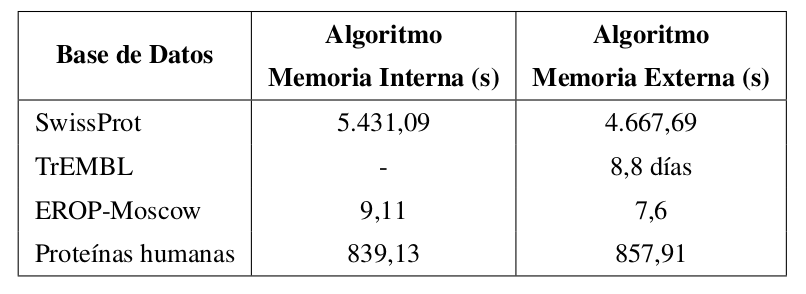 Base de Datos Algoritmo Memoria Interna (s) Algoritmo Memoria Externa (s)
SwissProt 5.431,09 4.667,69
TrEMBL - 8,8 días
EROP-Moscow 9,11 7,6
Proteínas humanas 839,13 857,91